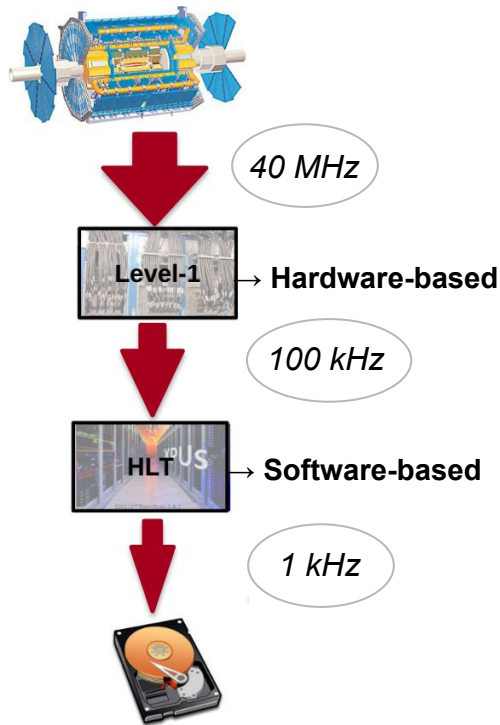 40 MHz
Level-1
→ Hardware-based
100 kHz
HLT
→ Software-based
1 kHz